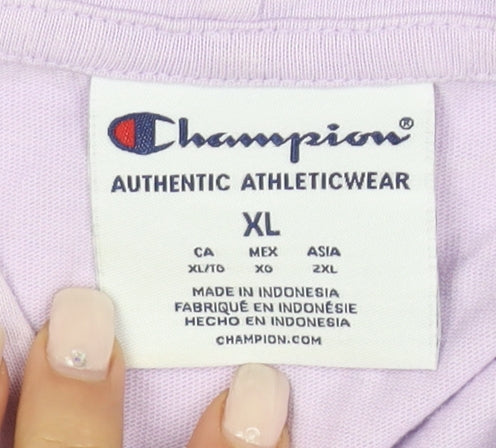 Champion®
AUTHENTIC ATHLETICWEAR
XL
CA MEX ASIA
XL/TG XG 2XL
MADE IN INDONESIA
FABRIQUÉ EN INDONÉSIE
HECHO EN INDONESIA
CHAMPION.COM